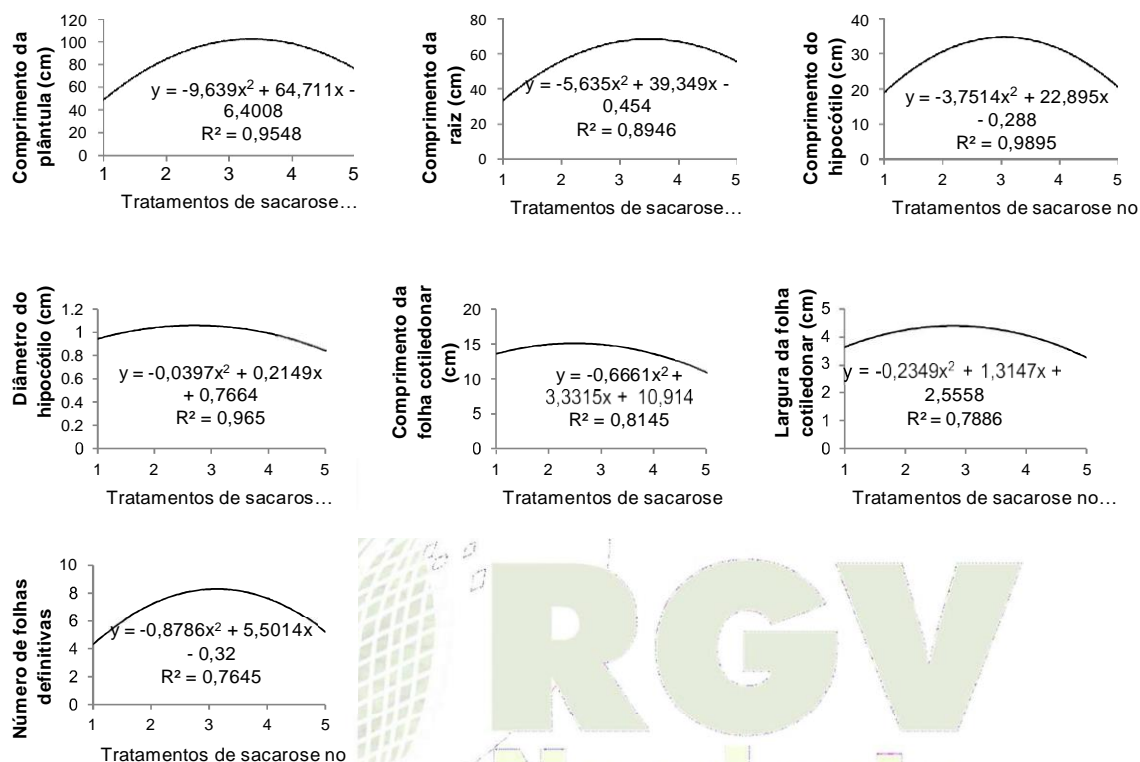 Comprimento da
plântula (cm)
120
100
80
60
40
20
0
y = -9,639x² + 64,711x -
6,4008
R² = 0,9548
1 2 3 4 5
Tratamentos de sacarose…
Comprimento da
raiz (cm)
80
60
40
20
0
y = -5,635x² + 39,349x -
0,454
R² = 0,8946
1 2 3 4 5
Tratamentos de sacarose…
Comprimento do
hipocótilo (cm)
40
30
20
10
0
y = -3,7514x² + 22,895x
- 0,288
R² = 0,9895
1 2 3 4 5
Tratamentos de sacarose no
Diâmetro do
hipocótilo (cm)
1.2
1
0.8
0.6
0.4
0.2
0
y = -0,0397x² + 0,2149x
+ 0,7664
R² = 0,965
1 2 3 4 5
Tratamentos de sacaros…
Comprimento da
folha cotiledonar
(cm)
20
15
10
5
0
y = -0,6661x² +
3,3315x + 10,914
R² = 0,8145
1 2 3 4 5
Tratamentos de sacarose
Largura da folha
cotiledonar (cm)
5
4
3
2
1
0
y = -0,2349x² + 1,3147x +
2,5558
R² = 0,7886
1 2 3 4 5
Tratamentos de sacarose no…
Número de folhas
definitivas
10
8
6
4
2
0
y = -0,8786x² + 5,5014x
- 0,32
R² = 0,7645
1 2 3 4 5
Tratamentos de sacarose no
RGV